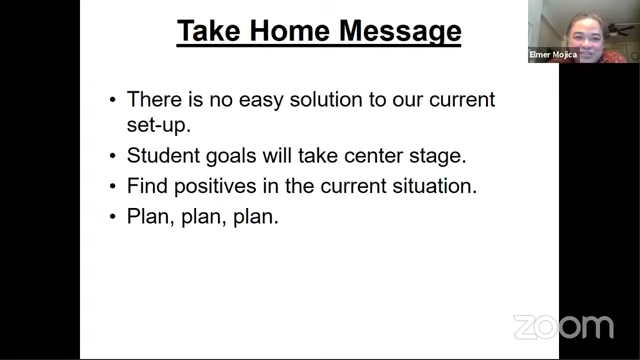 Take Home Message
Elmer Mojica
• There is no easy solution to our current
set-up.
• Student goals will take center stage.
• Find positives in the current situation.
• Plan, plan, plan.
zoom